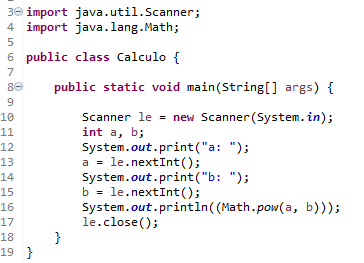 3 import java.util.Scanner;
4 import java.lang.Math;
5
6 public class Calculo {
7
8 public static void main(String[] args) {
9
10 Scanner le = new Scanner(System.in);
11 int a, b;
12 System.out.print("a: ");
13 a = le.nextInt();
14 System.out.print("b: ");
15 b = le.nextInt();
16 System.out.println((Math.pow(a, b)));
17 le.close();
18 }
19 }